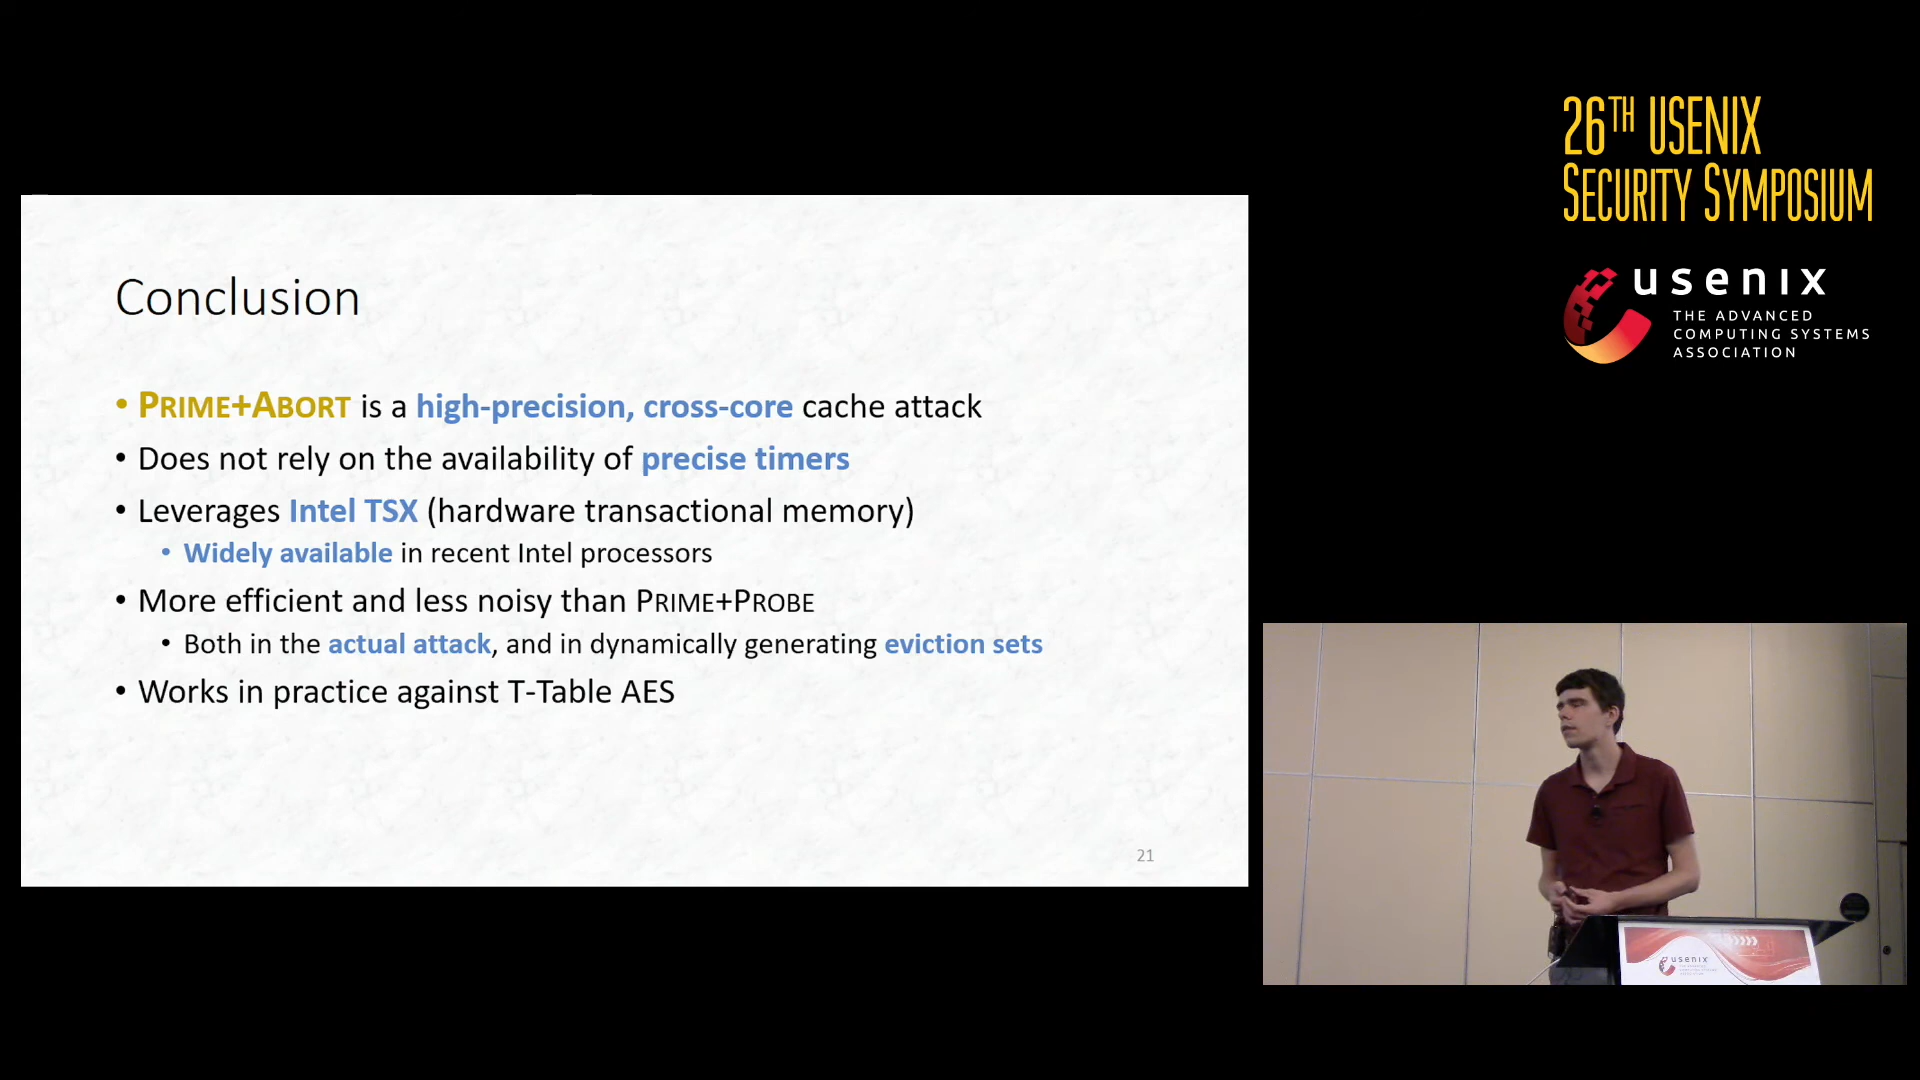 26TH USENIX
SECURITY SYMPOSIUM
usenix
THE ADVANCED
COMPUTING SYSTEMS
ASSOCIATION
Conclusion
• PRIME+ABORT is a high-precision, cross-core cache attack
• Does not rely on the availability of precise timers
• Leverages Intel TSX (hardware transactional memory)
• Widely available in recent Intel processors
• More efficient and less noisy than PRIME+PROBE
• Both in the actual attack, and in dynamically generating eviction sets
• Works in practice against T-Table AES
21
usenix